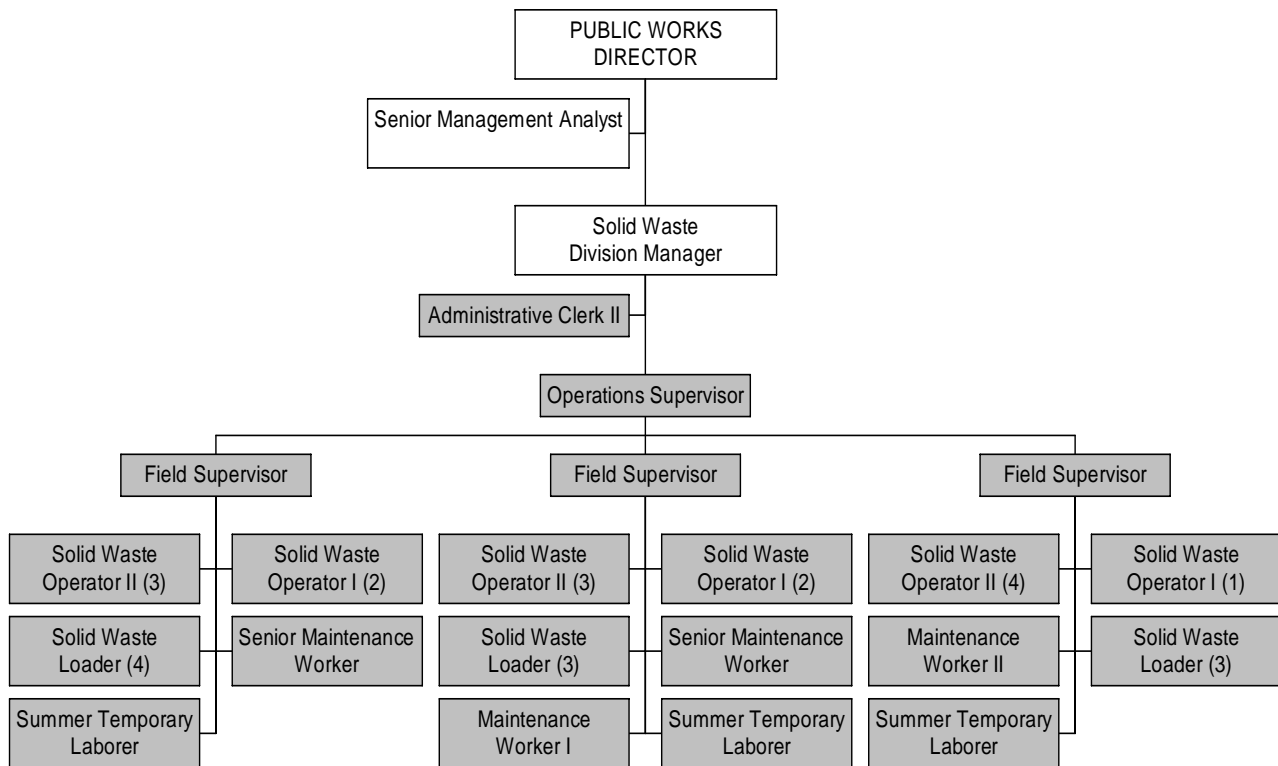 PUBLIC WORKS
DIRECTOR
Senior Management Analyst
Solid Waste
Division Manager
Administrative Clerk II
Operations Supervisor
Field Supervisor
Field Supervisor
Field Supervisor
Solid Waste
Operator II (3)
Solid Waste
Operator I (2)
Solid Waste
Operator II (3)
Solid Waste
Operator I (2)
Solid Waste
Operator II (4)
Solid Waste
Operator I (1)
Solid Waste
Loader (4)
Senior Maintenance
Worker
Solid Waste
Loader (3)
Senior Maintenance
Worker
Maintenance
Worker II
Solid Waste
Loader (3)
Summer Temporary
Laborer
Maintenance
Worker I
Summer Temporary
Laborer
Summer Temporary
Laborer